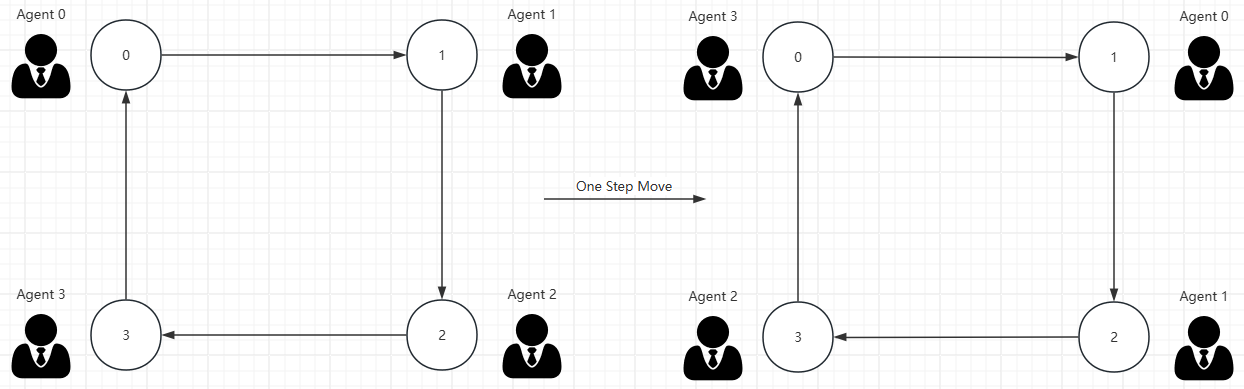 Agent 0
0
1
Agent 1
Agent 3
3
2
Agent 2
One Step Move
Agent 3
0
1
Agent 0
Agent 2
3
2
Agent 1